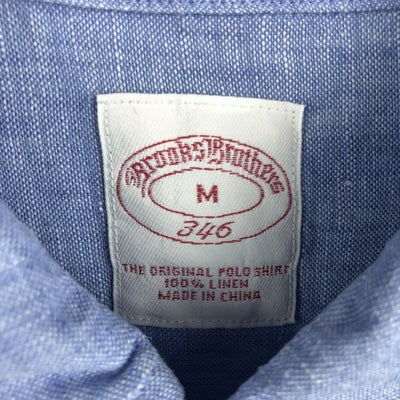 Brooks Brothers
M
346
THE ORIGINAL POLO SHIRT
100% LINEN
MADE IN CHINA